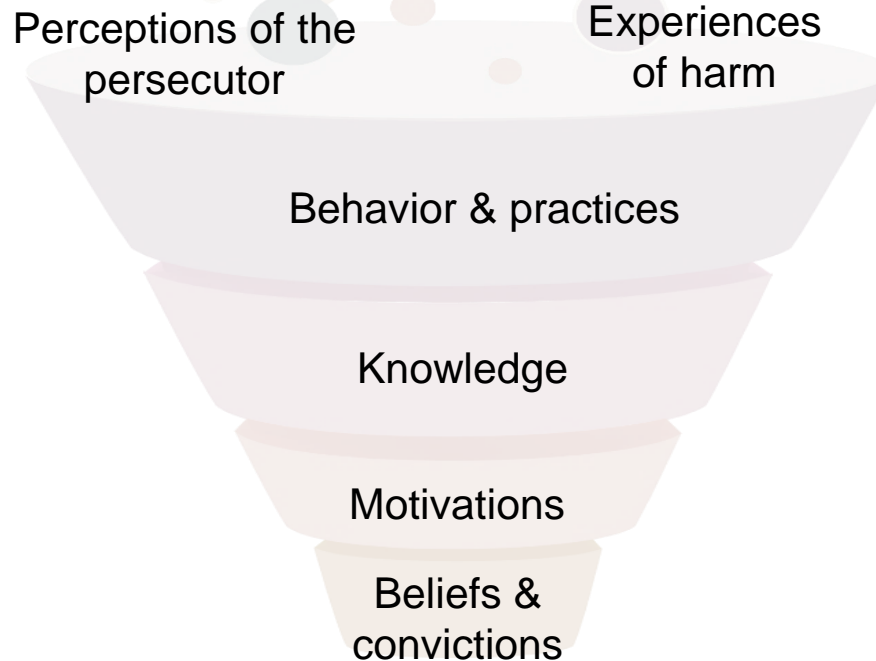 Perceptions of the
persecutor
Experiences
of harm
Behavior & practices
Knowledge
Motivations
Beliefs &
convictions